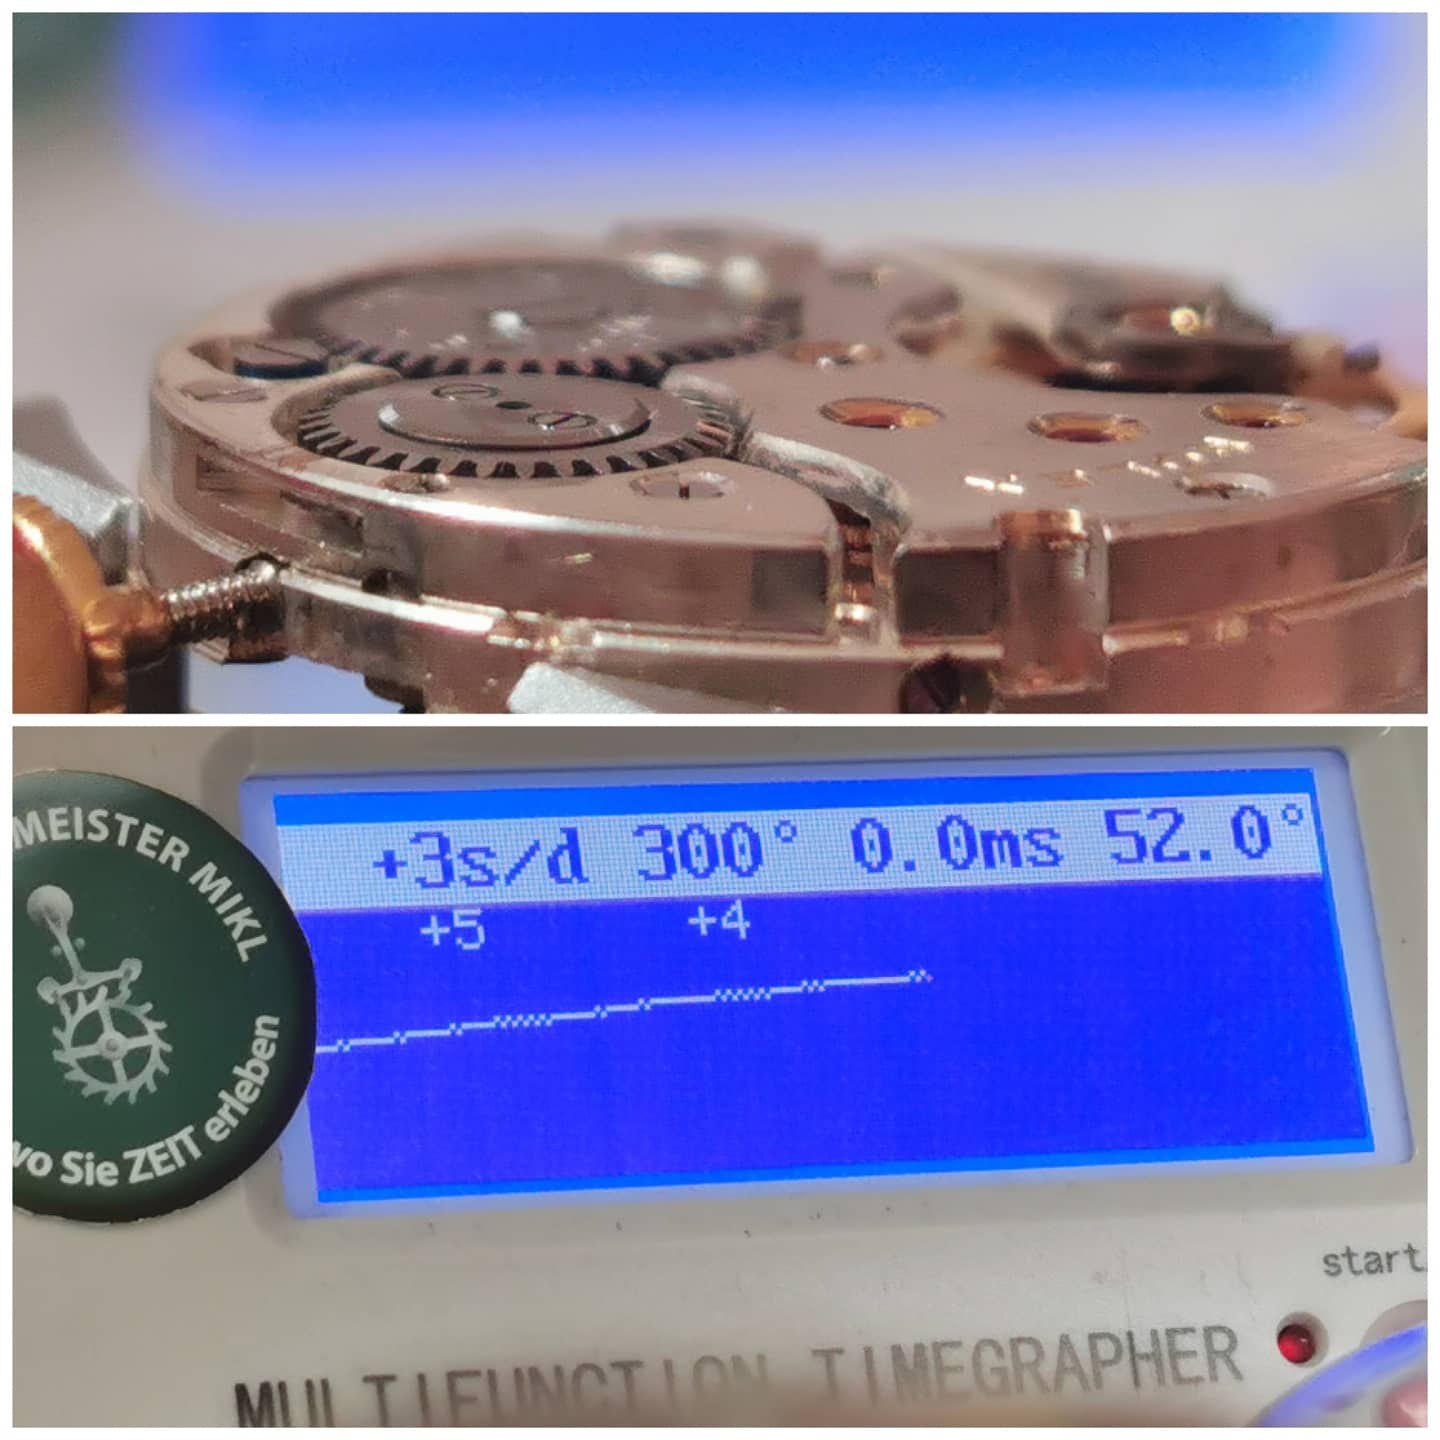 +3s/d 300° 0.0ms 52.0°
+5 +4
MEISTER MIKL
wo Sie ZEIT erleben
start
MULTIFUNCTION TIMEGRAPHER